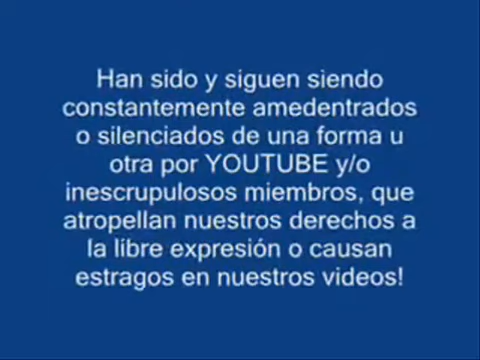 Han sido y siguen siendo
constantemente amedentrados
o silenciados de una forma u
otra por YOUTUBE y/o
inescrupulosos miembros, que
atropellan nuestros derechos a
la libre expresión o causan
estragos en nuestros videos!